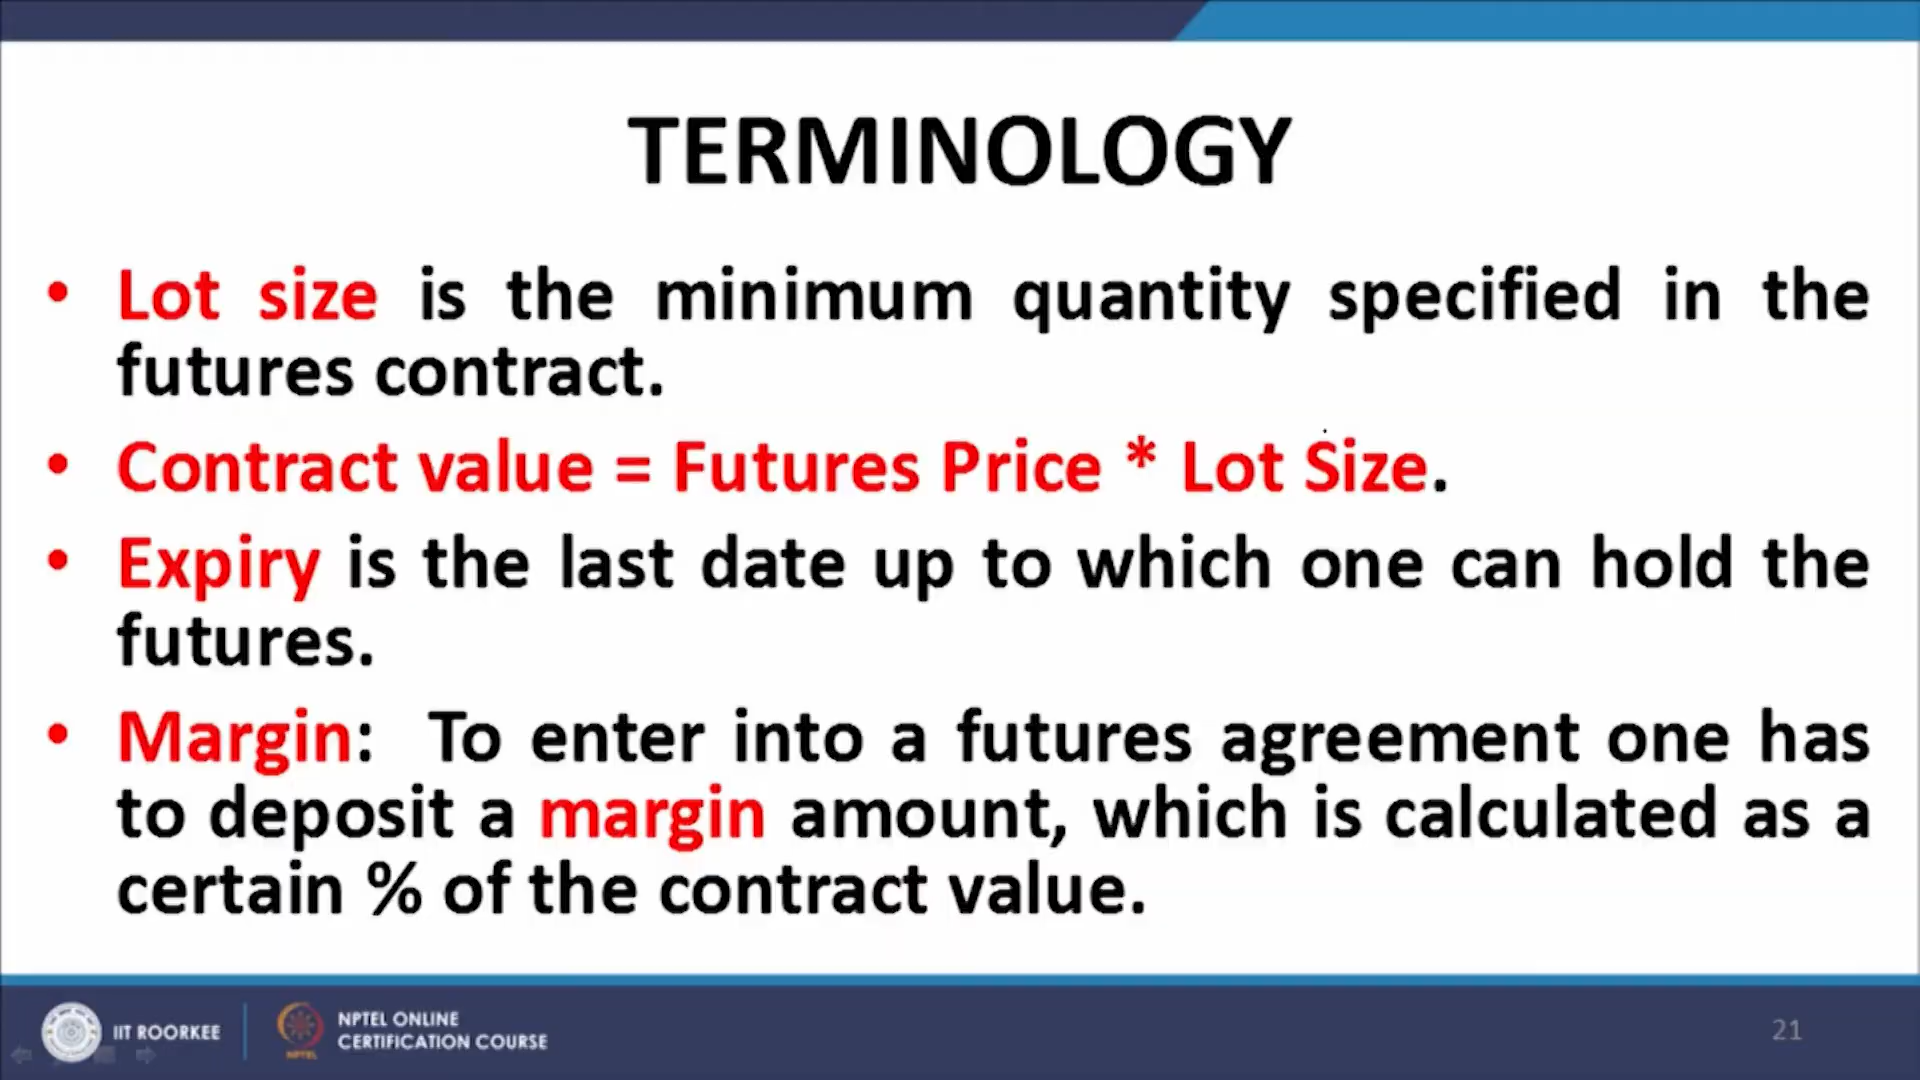 TERMINOLOGY
• Lot size is the minimum quantity specified in the
futures contract.
• Contract value = Futures Price * Lot Size.
• Expiry is the last date up to which one can hold the
futures.
• Margin: To enter into a futures agreement one has
to deposit a margin amount, which is calculated as a
certain % of the contract value.
IIT ROORKEE
NPTEL
NPTEL ONLINE
CERTIFICATION COURSE
21